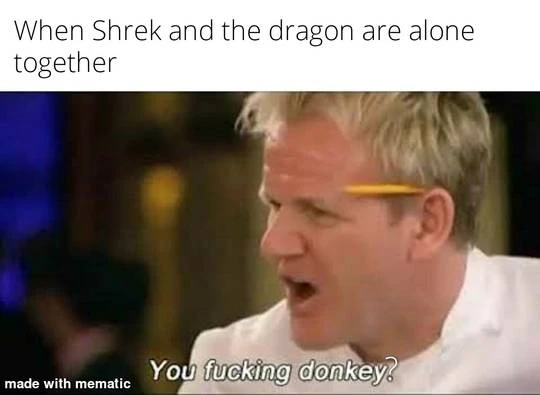 When Shrek and the dragon are alone
together
You fucking donkey?
made with mematic